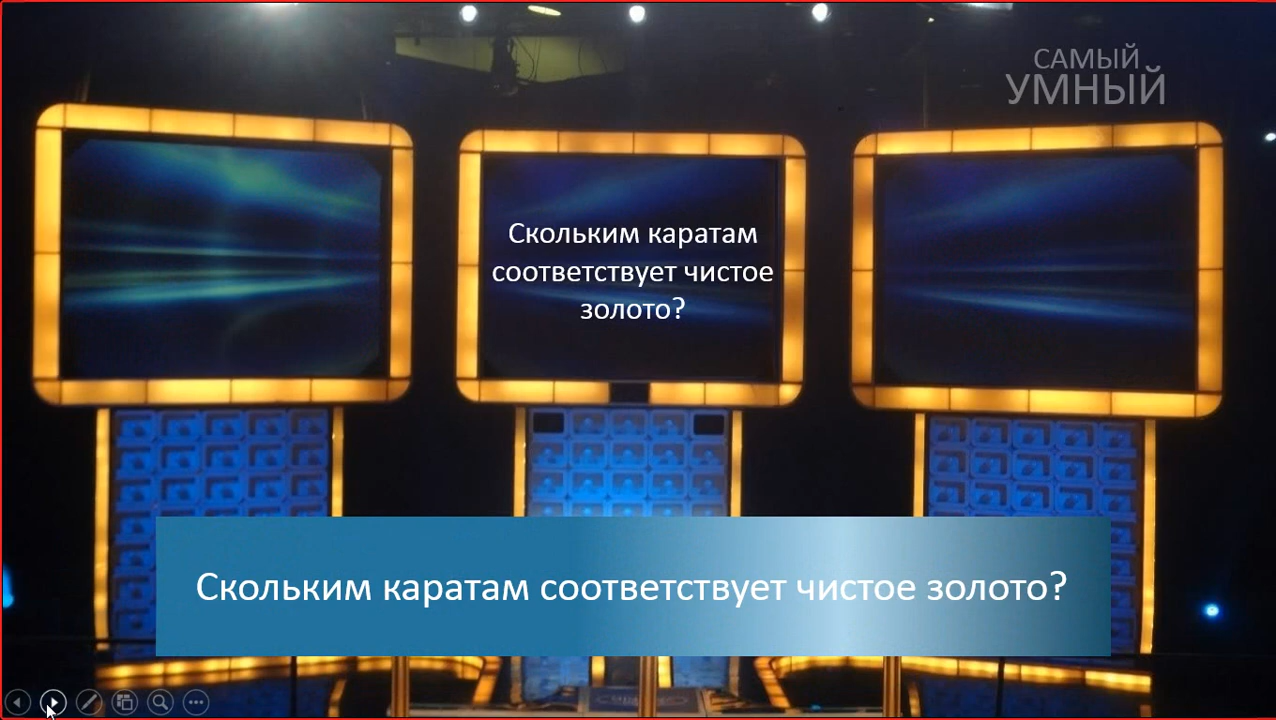 САМЫЙ
УМНЫЙ
Скольким каратам
соответствует чистое
золото?
Скольким каратам соответствует чистое золото?